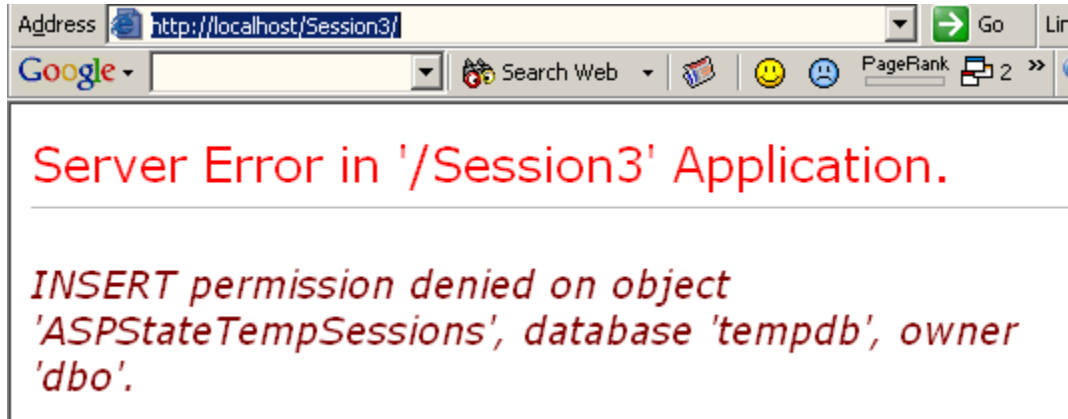 Address http://localhost/Session3/ Go Lin
Google Search Web PageRank 2 »
Server Error in '/Session3' Application.
INSERT permission denied on object
'ASPStateTempSessions', database 'tempdb', owner
'dbo'.